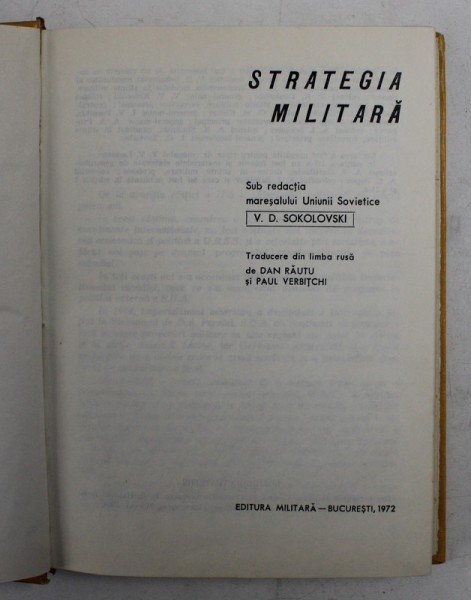 STRATEGIA
MILITARĂ
Sub redacția
mareșalului Uniunii Sovietice
V. D. SOKOLOVSKI
Traducere din limba rusă
de DAN RĂUTU
și PAUL VERBIȚCHI
EDITURA MILITARĂ — BUCUREȘTI, 1972